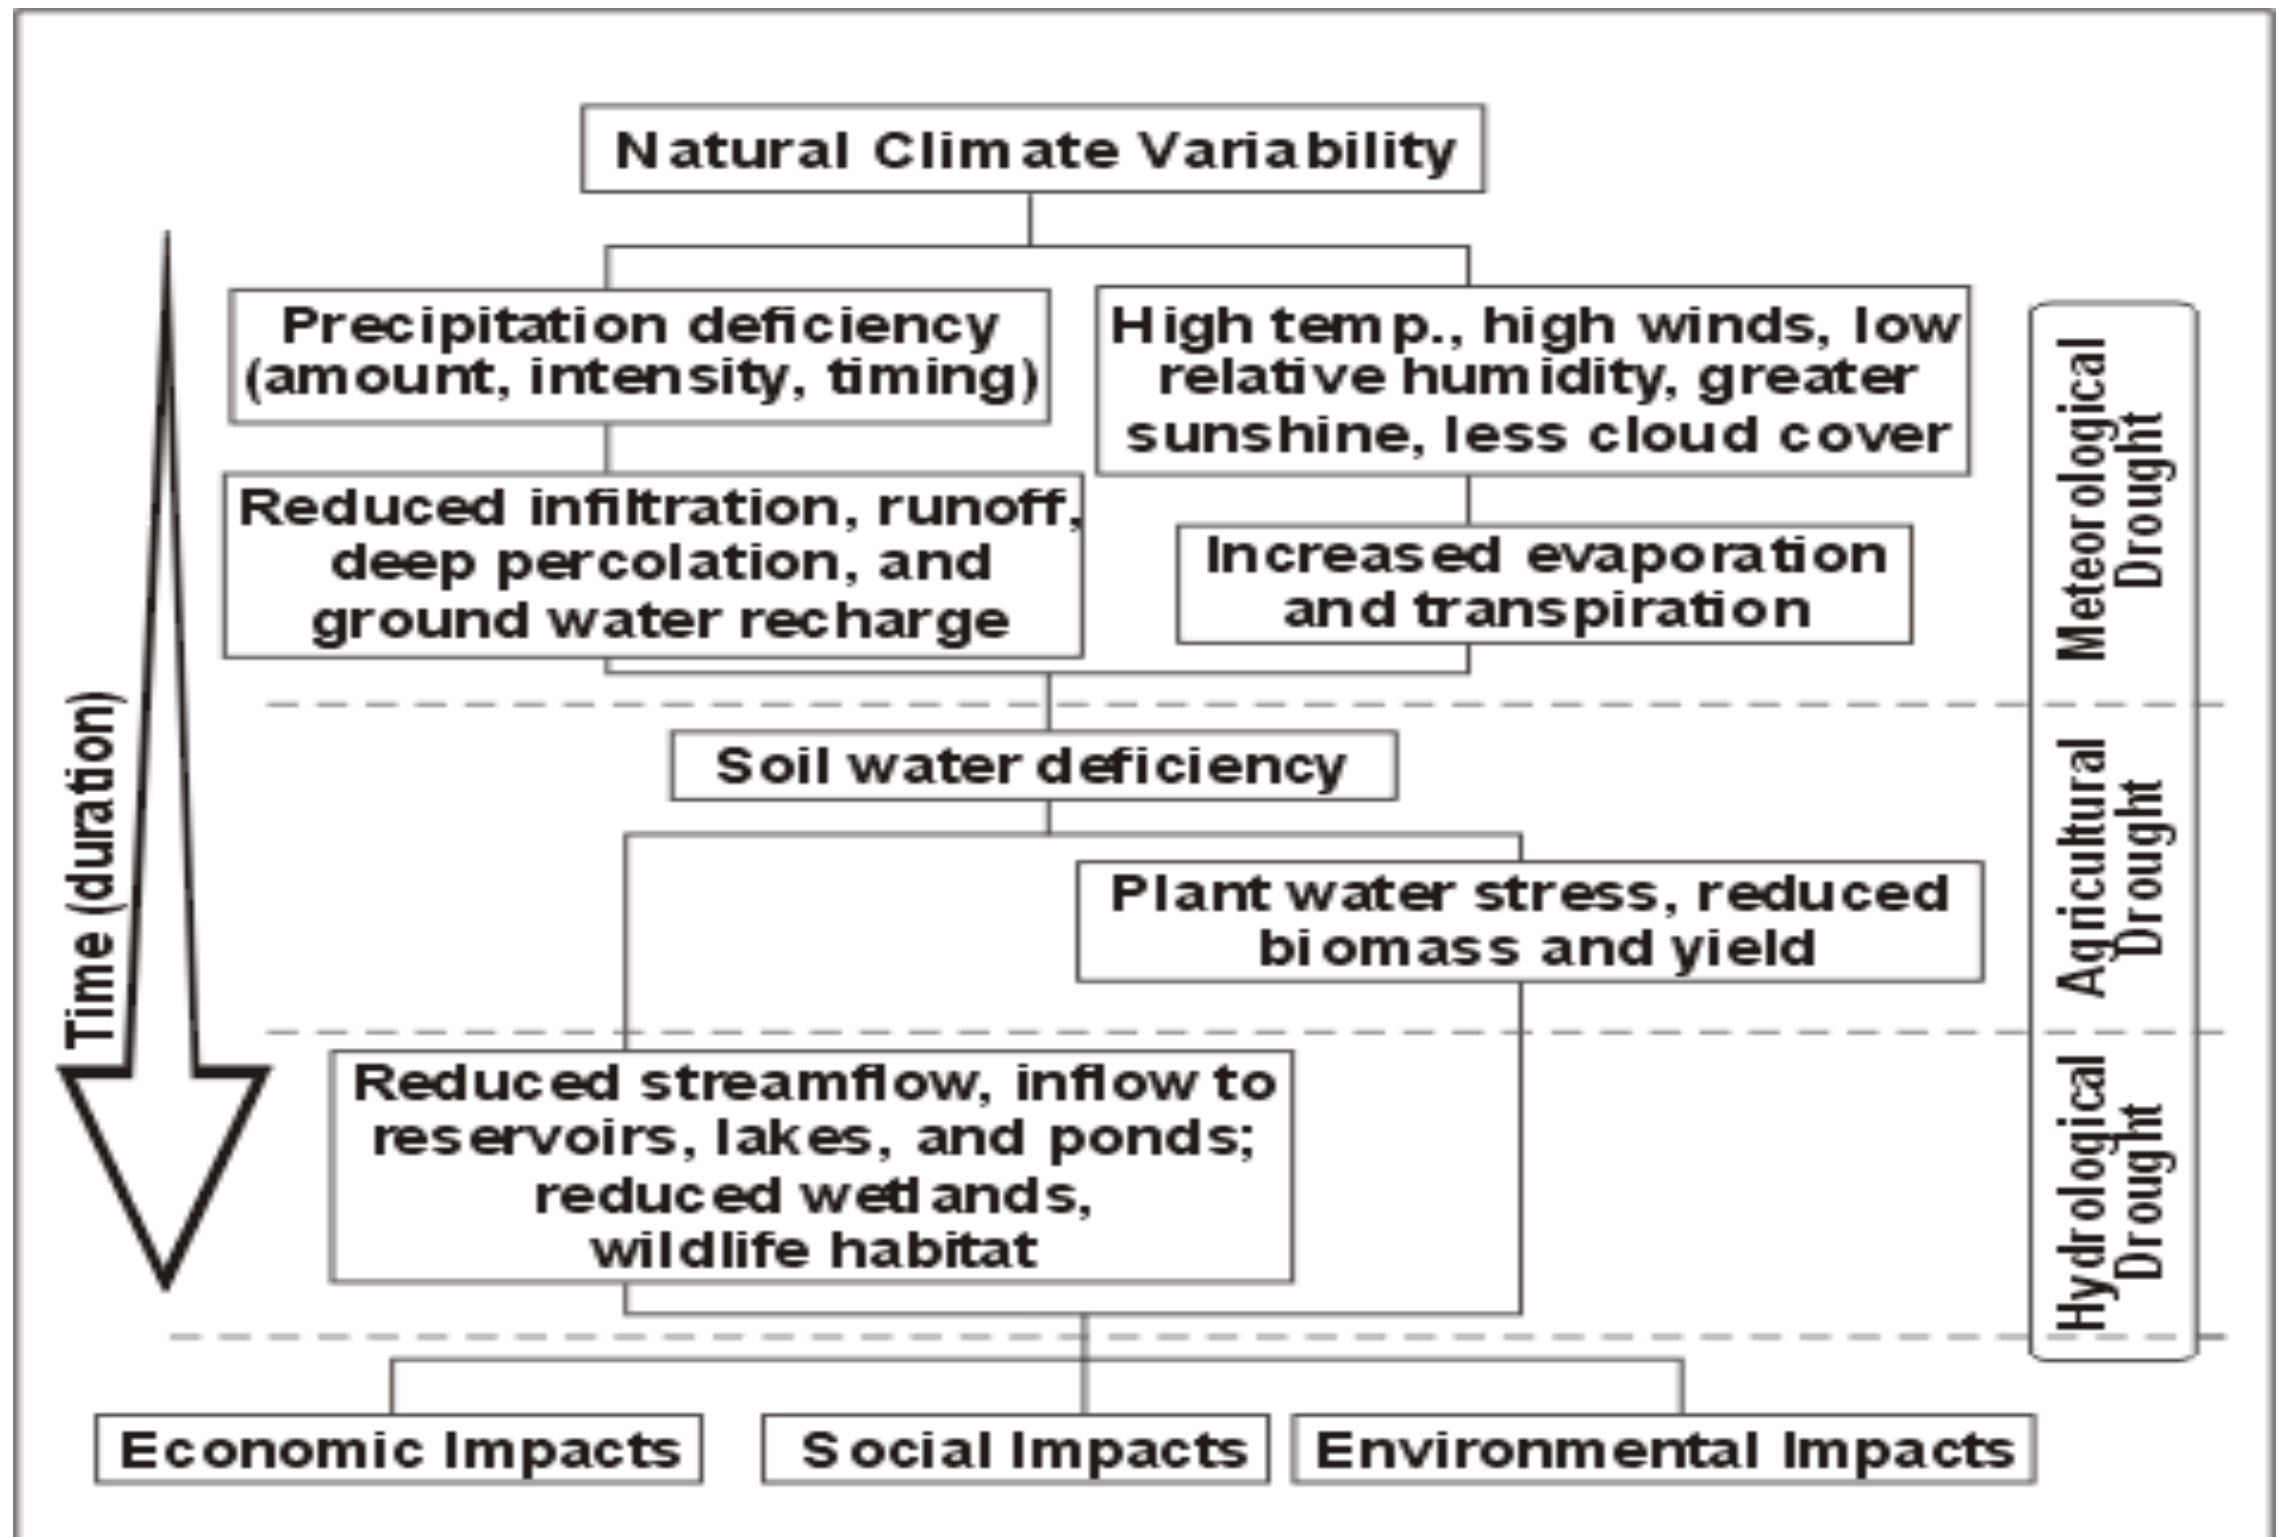 Natural Climate Variability
Precipitation deficiency
(amount, intensity, timing)
High temp., high winds, low
relative humidity, greater
sunshine, less cloud cover
Reduced infiltration, runoff,
deep percolation, and
ground water recharge
Increased evaporation
and transpiration
Meteorological
Drought
Time (duration)
Soil water deficiency
Plant water stress, reduced
biomass and yield
Agricultural
Drought
Reduced streamflow, inflow to
reservoirs, lakes, and ponds;
reduced wetlands,
wildlife habitat
Hydrological
Drought
Economic Impacts
Social Impacts
Environmental Impacts